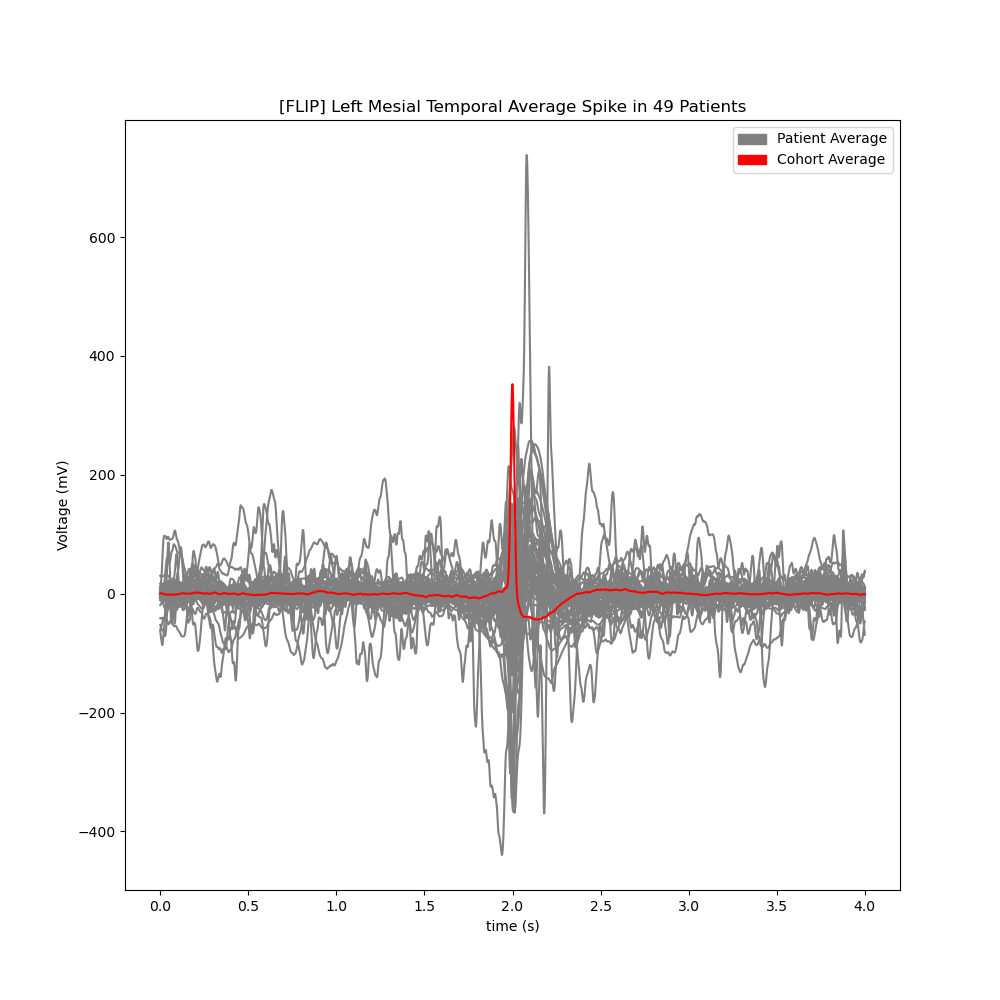 [FLIP] Left Mesial Temporal Average Spike in 49 Patients
Patient Average
Cohort Average
Voltage (mV)
600
400
200
0
−200
−400
0.0 0.5 1.0 1.5 2.0 2.5 3.0 3.5 4.0
time (s)